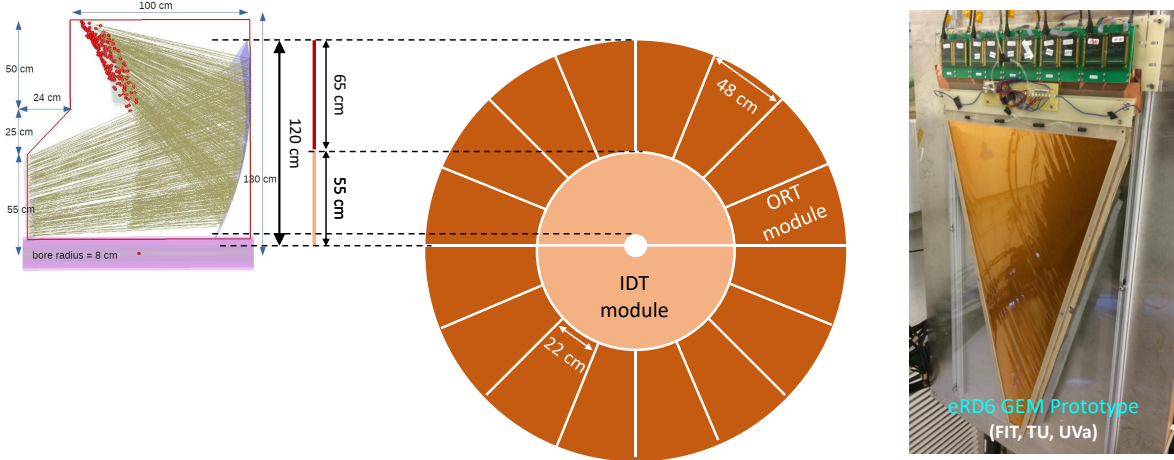 100 cm
50 cm
24 cm
25 cm
55 cm
130 cm
120 cm
65 cm
55 cm
bore radius = 8 cm
48 cm
ORT
module
IDT
module
22 cm
eRD6 GEM Prototype
(FIT, TU, UVa)